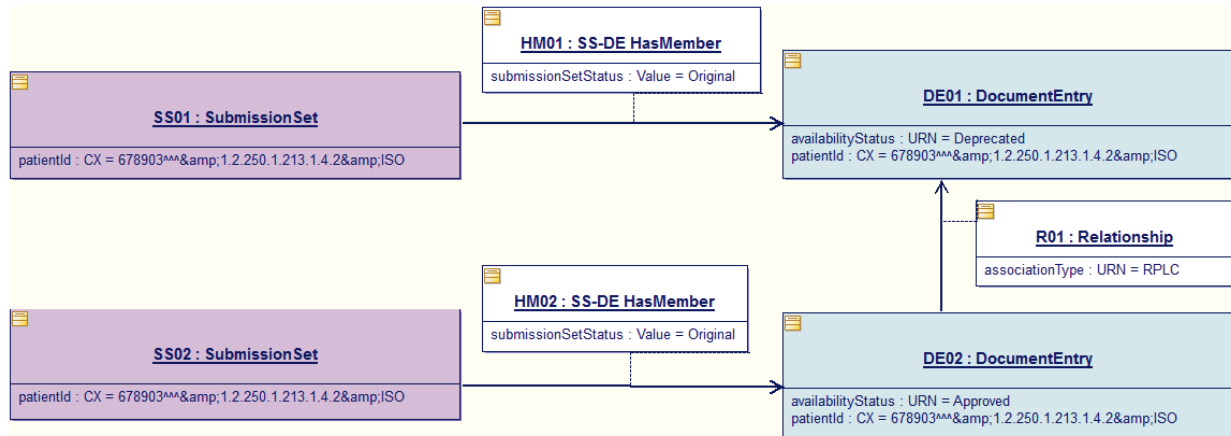 HM01 : SS-DE HasMember
submissionSetStatus : Value = Original
SS01 : SubmissionSet
patientId : CX = 678903^^^&amp;1.2.250.1.213.1.4.2&amp;ISO
DE01 : DocumentEntry
availabilityStatus : URN = Deprecated
patientId : CX = 678903^^^&amp;1.2.250.1.213.1.4.2&amp;ISO
R01 : Relationship
associationType : URN = RPLC
HM02 : SS-DE HasMember
submissionSetStatus : Value = Original
SS02 : SubmissionSet
patientId : CX = 678903^^^&amp;1.2.250.1.213.1.4.2&amp;ISO
DE02 : DocumentEntry
availabilityStatus : URN = Approved
patientId : CX = 678903^^^&amp;1.2.250.1.213.1.4.2&amp;ISO